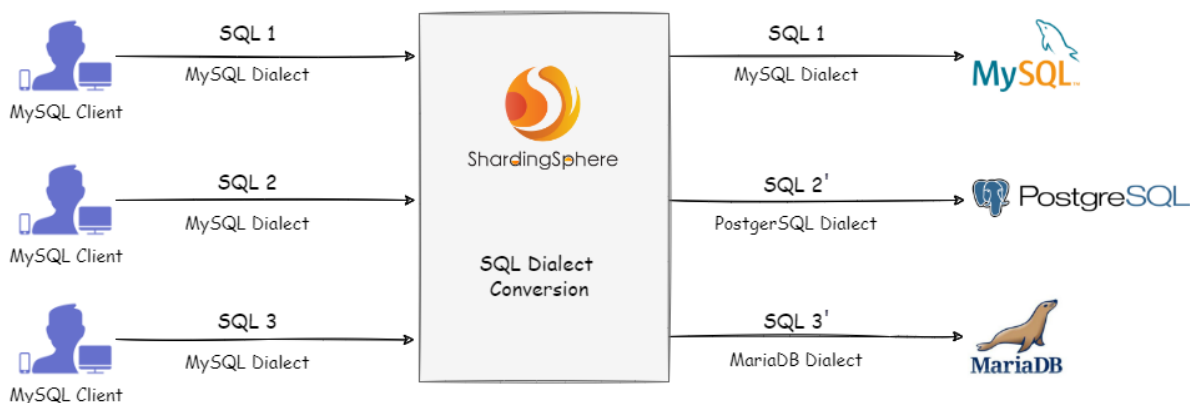 SQL 1
MySQL Dialect
MySQL Client
SQL 2
MySQL Dialect
MySQL Client
SQL 3
MySQL Dialect
MySQL Client
ShardingSphere
SQL Dialect
Conversion
SQL 1
MySQL Dialect
MySQL
SQL 2'
PostgerSQL Dialect
PostgreSQL
SQL 3'
MariaDB Dialect
MariaDB